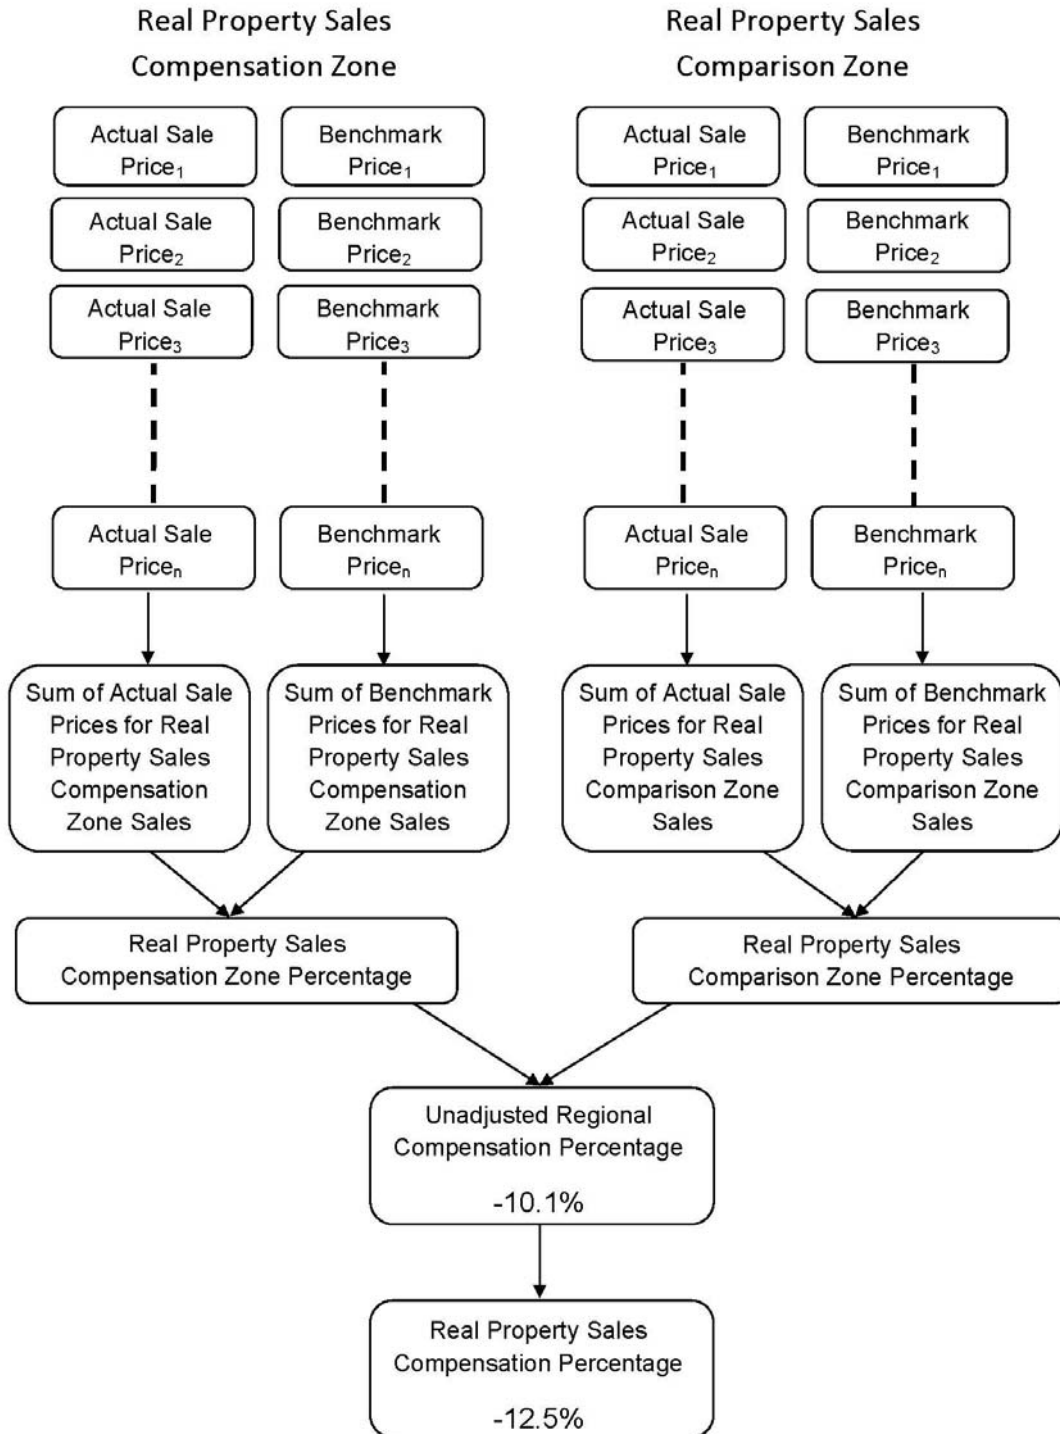 Real Property Sales
Compensation Zone
Real Property Sales
Comparison Zone
Actual Sale
Price₁
Benchmark
Price₁
Actual Sale
Price₁
Benchmark
Price₁
Actual Sale
Price₂
Benchmark
Price₂
Actual Sale
Price₂
Benchmark
Price₂
Actual Sale
Price₃
Benchmark
Price₃
Actual Sale
Price₃
Benchmark
Price₃
Actual Sale
Priceₙ
Benchmark
Priceₙ
Actual Sale
Priceₙ
Benchmark
Priceₙ
Sum of Actual Sale
Prices for Real
Property Sales
Compensation
Zone Sales
Sum of Benchmark
Prices for Real
Property Sales
Compensation
Zone Sales
Sum of Actual Sale
Prices for Real
Property Sales
Comparison Zone
Sales
Sum of Benchmark
Prices for Real
Property Sales
Comparison Zone
Sales
Real Property Sales
Compensation Zone Percentage
Real Property Sales
Comparison Zone Percentage
Unadjusted Regional
Compensation Percentage
-10.1%
Real Property Sales
Compensation Percentage
-12.5%